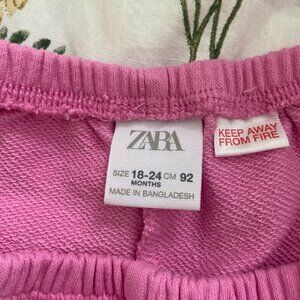 ZARA
SIZE 18-24 CM 92
MONTHS
MADE IN BANGLADESH
KEEP AWAY
FROM FIRE